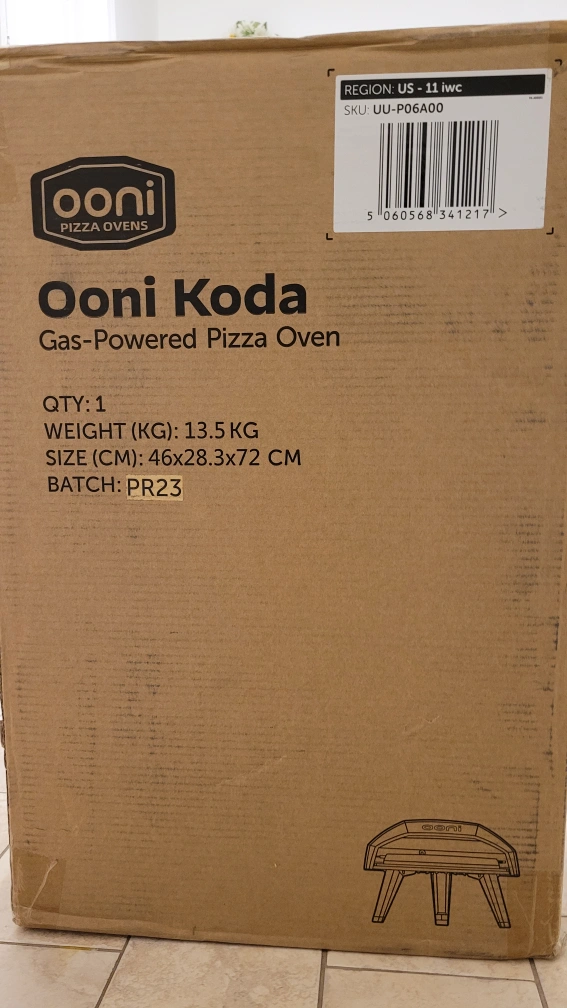 REGION: US - 11 iwc
SKU: UU-P06A00
5 060568 341217 >
ooni
PIZZA OVENS
Ooni Koda
Gas-Powered Pizza Oven
QTY: 1
WEIGHT (KG): 13.5 KG
SIZE (CM): 46x28.3x72 CM
BATCH: PR23
ooni